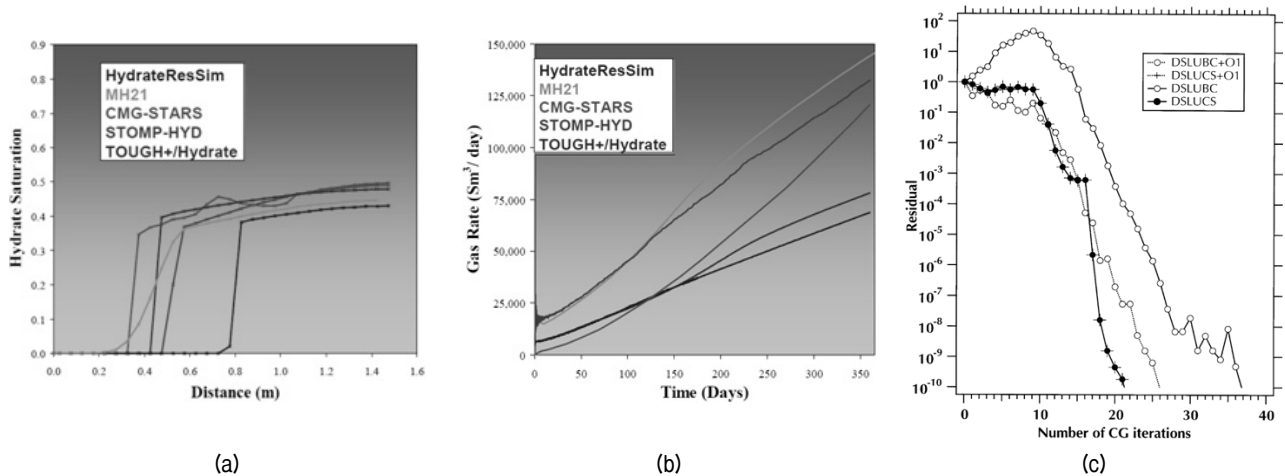 0.9
0.8
0.7
0.6
0.5
0.4
0.3
0.2
0.1
0.0
Hydrate Saturation
HydrateResSim
MH21
CMG-STARS
STOMP-HYD
TOUGH+/Hydrate
0.0 0.2 0.4 0.6 0.8 1.0 1.2 1.4 1.6
Distance (m)
(a)
150,000
125,000
100,000
75,000
50,000
25,000
0
Gas Rate (Sm³/ day)
HydrateResSim
MH21
CMG-STARS
STOMP-HYD
TOUGH+/Hydrate
0 50 100 150 200 250 300 350
Time (Days)
(b)
10²
10¹
10⁰
10⁻¹
10⁻²
10⁻³
10⁻⁴
10⁻⁵
10⁻⁶
10⁻⁷
10⁻⁸
10⁻⁹
10⁻¹⁰
Residual
DSLUBC+O1
DSLUCS+O1
DSLUBC
DSLUCS
0 10 20 30 40
Number of CG iterations
(c)